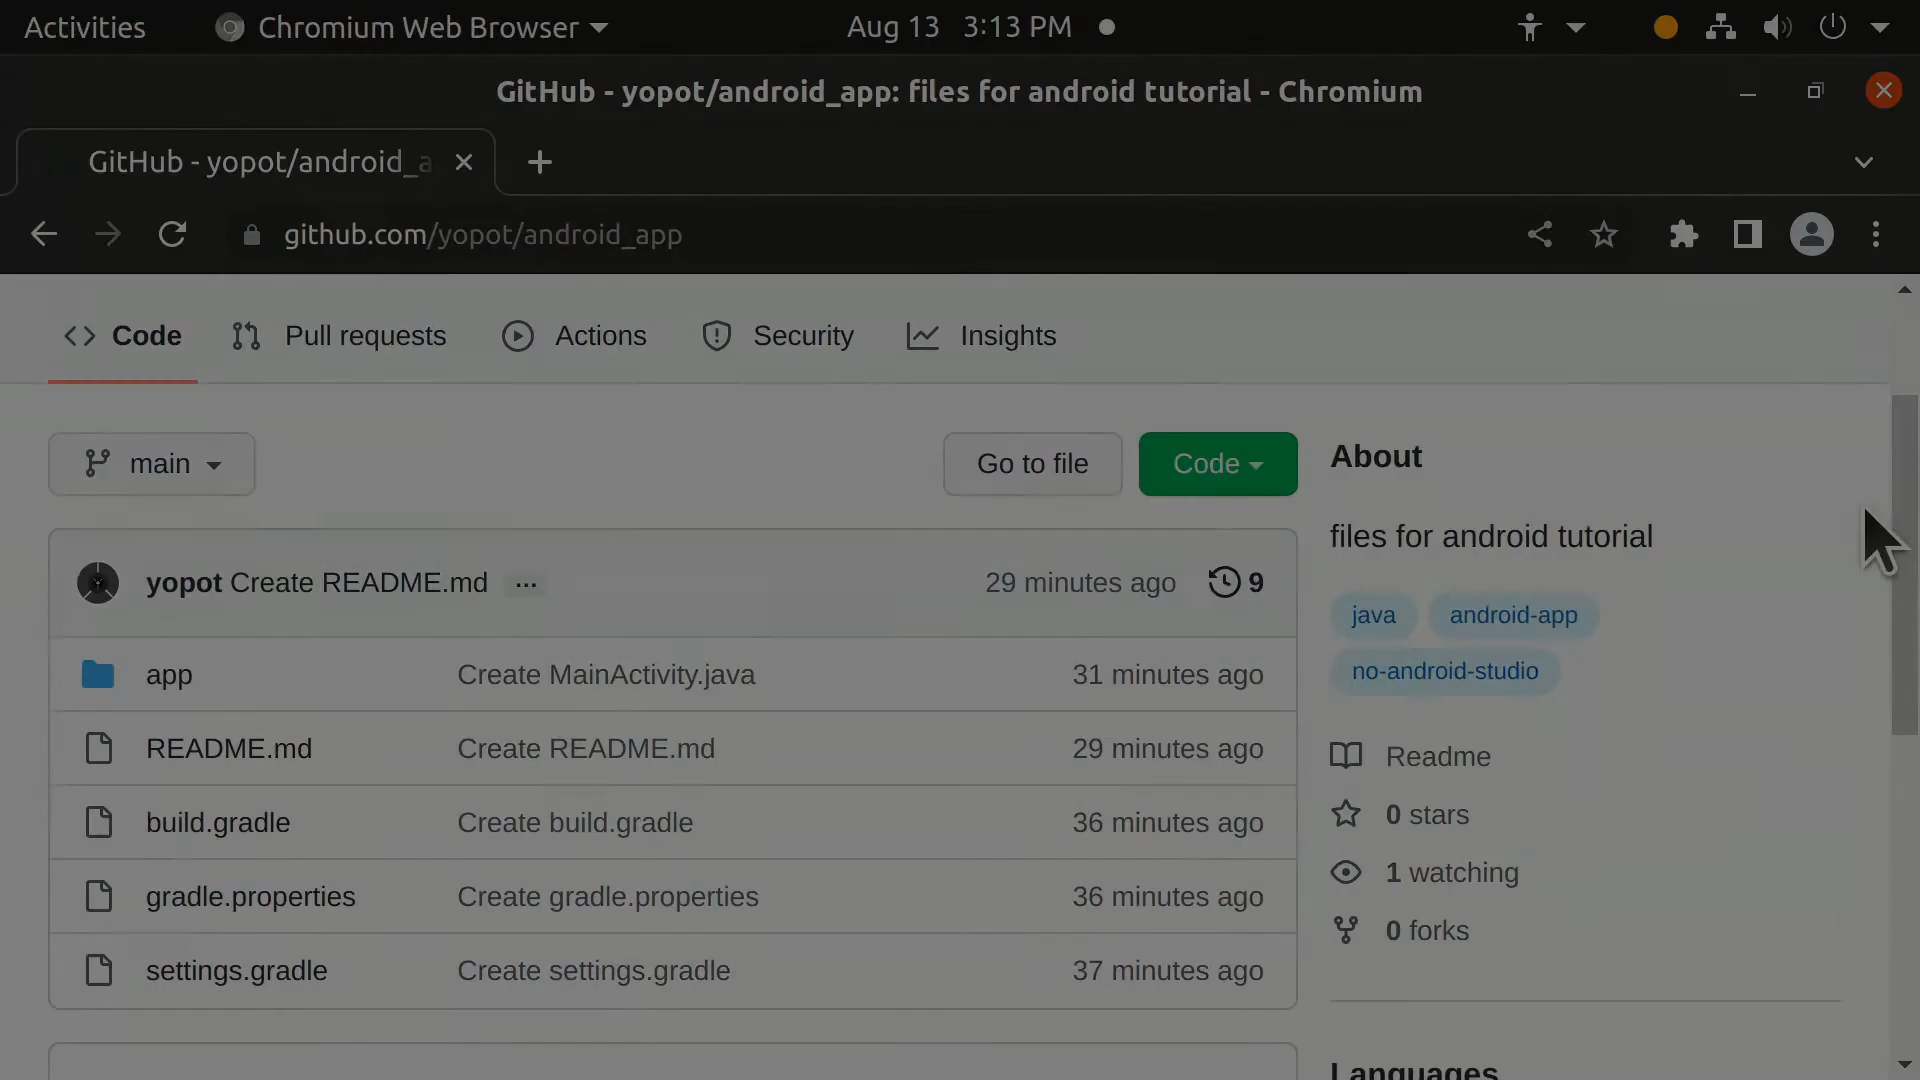 Activities Chromium Web Browser Aug 13 3:13 PM
GitHub - yopot/android_app: files for android tutorial - Chromium
GitHub - yopot/android_a
github.com/yopot/android_app
Code Pull requests Actions Security Insights
main Go to file Code About
files for android tutorial
yopot Create README.md ... 29 minutes ago 9
java android-app
no-android-studio
app Create MainActivity.java 31 minutes ago
README.md Create README.md 29 minutes ago
Readme
build.gradle Create build.gradle 36 minutes ago
0 stars
1 watching
gradle.properties Create gradle.properties 36 minutes ago
0 forks
settings.gradle Create settings.gradle 37 minutes ago
Languages